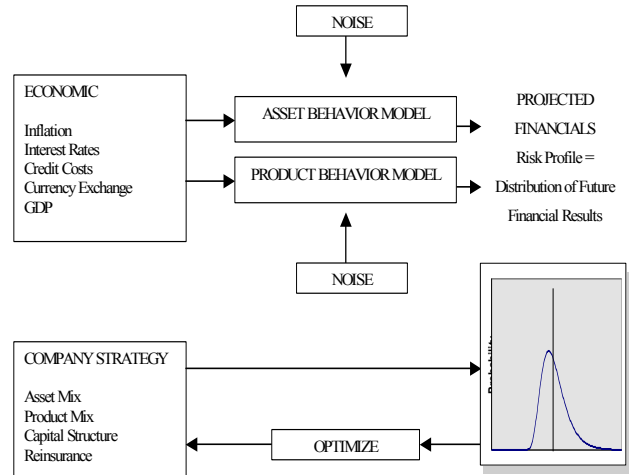 NOISE
ECONOMIC
Inflation
Interest Rates
Credit Costs
Currency Exchange
GDP
ASSET BEHAVIOR MODEL
PRODUCT BEHAVIOR MODEL
PROJECTED
FINANCIALS
Risk Profile =
Distribution of Future
Financial Results
NOISE
COMPANY STRATEGY
Asset Mix
Product Mix
Capital Structure
Reinsurance
OPTIMIZE
Probability